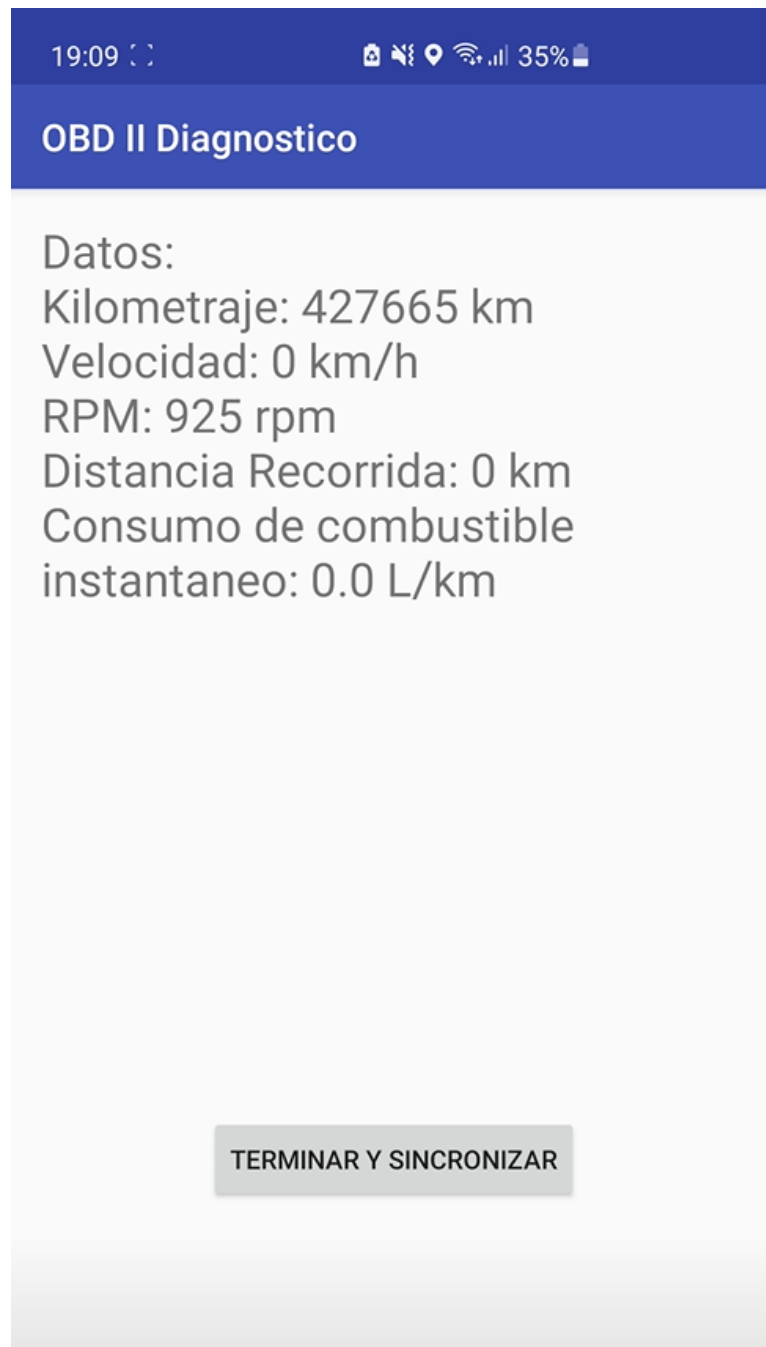 19:09 35%
OBD II Diagnostico
Datos:
Kilometraje: 427665 km
Velocidad: 0 km/h
RPM: 925 rpm
Distancia Recorrida: 0 km
Consumo de combustible
instantaneo: 0.0 L/km
TERMINAR Y SINCRONIZAR